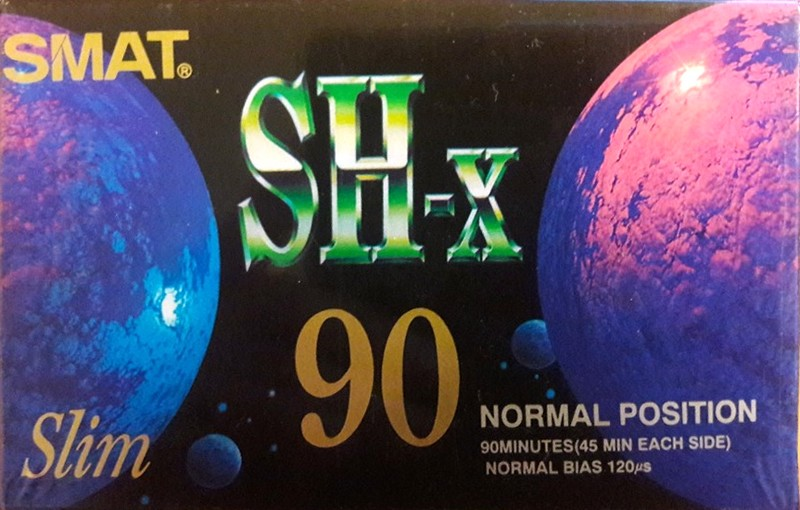 SMAT®
SH-x
90
Slim
NORMAL POSITION
90MINUTES(45 MIN EACH SIDE)
NORMAL BIAS 120μs